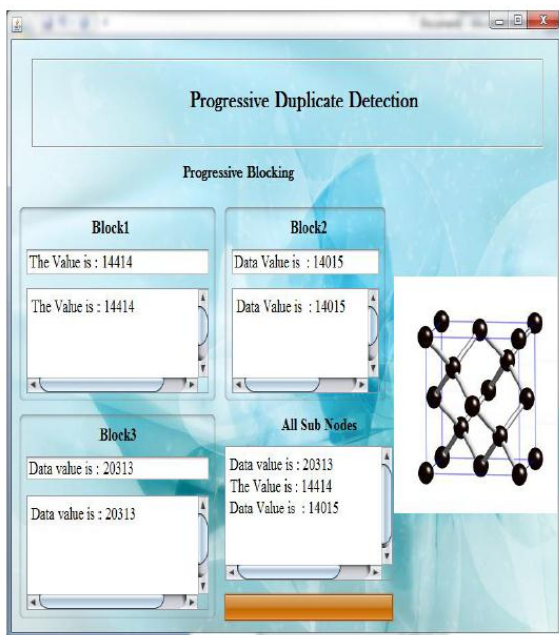 Progressive Duplicate Detection
Progressive Blocking
Block1
The Value is : 14414
The Value is : 14414
Block2
Data Value is : 14015
Data Value is : 14015
Block3
Data value is : 20313
Data value is : 20313
All Sub Nodes
Data value is : 20313
The Value is : 14414
Data Value is : 14015